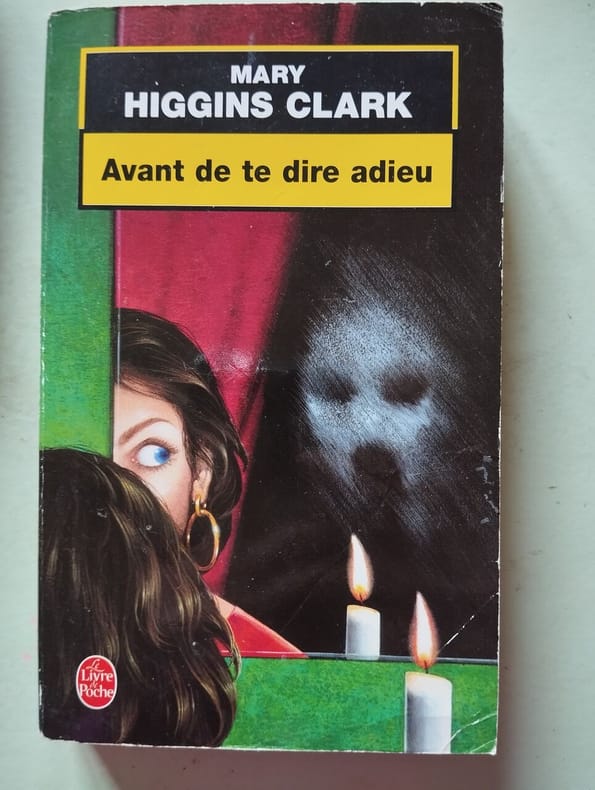 MARY
HIGGINS CLARK
Avant de te dire adieu
Le
Livre
de
Poche